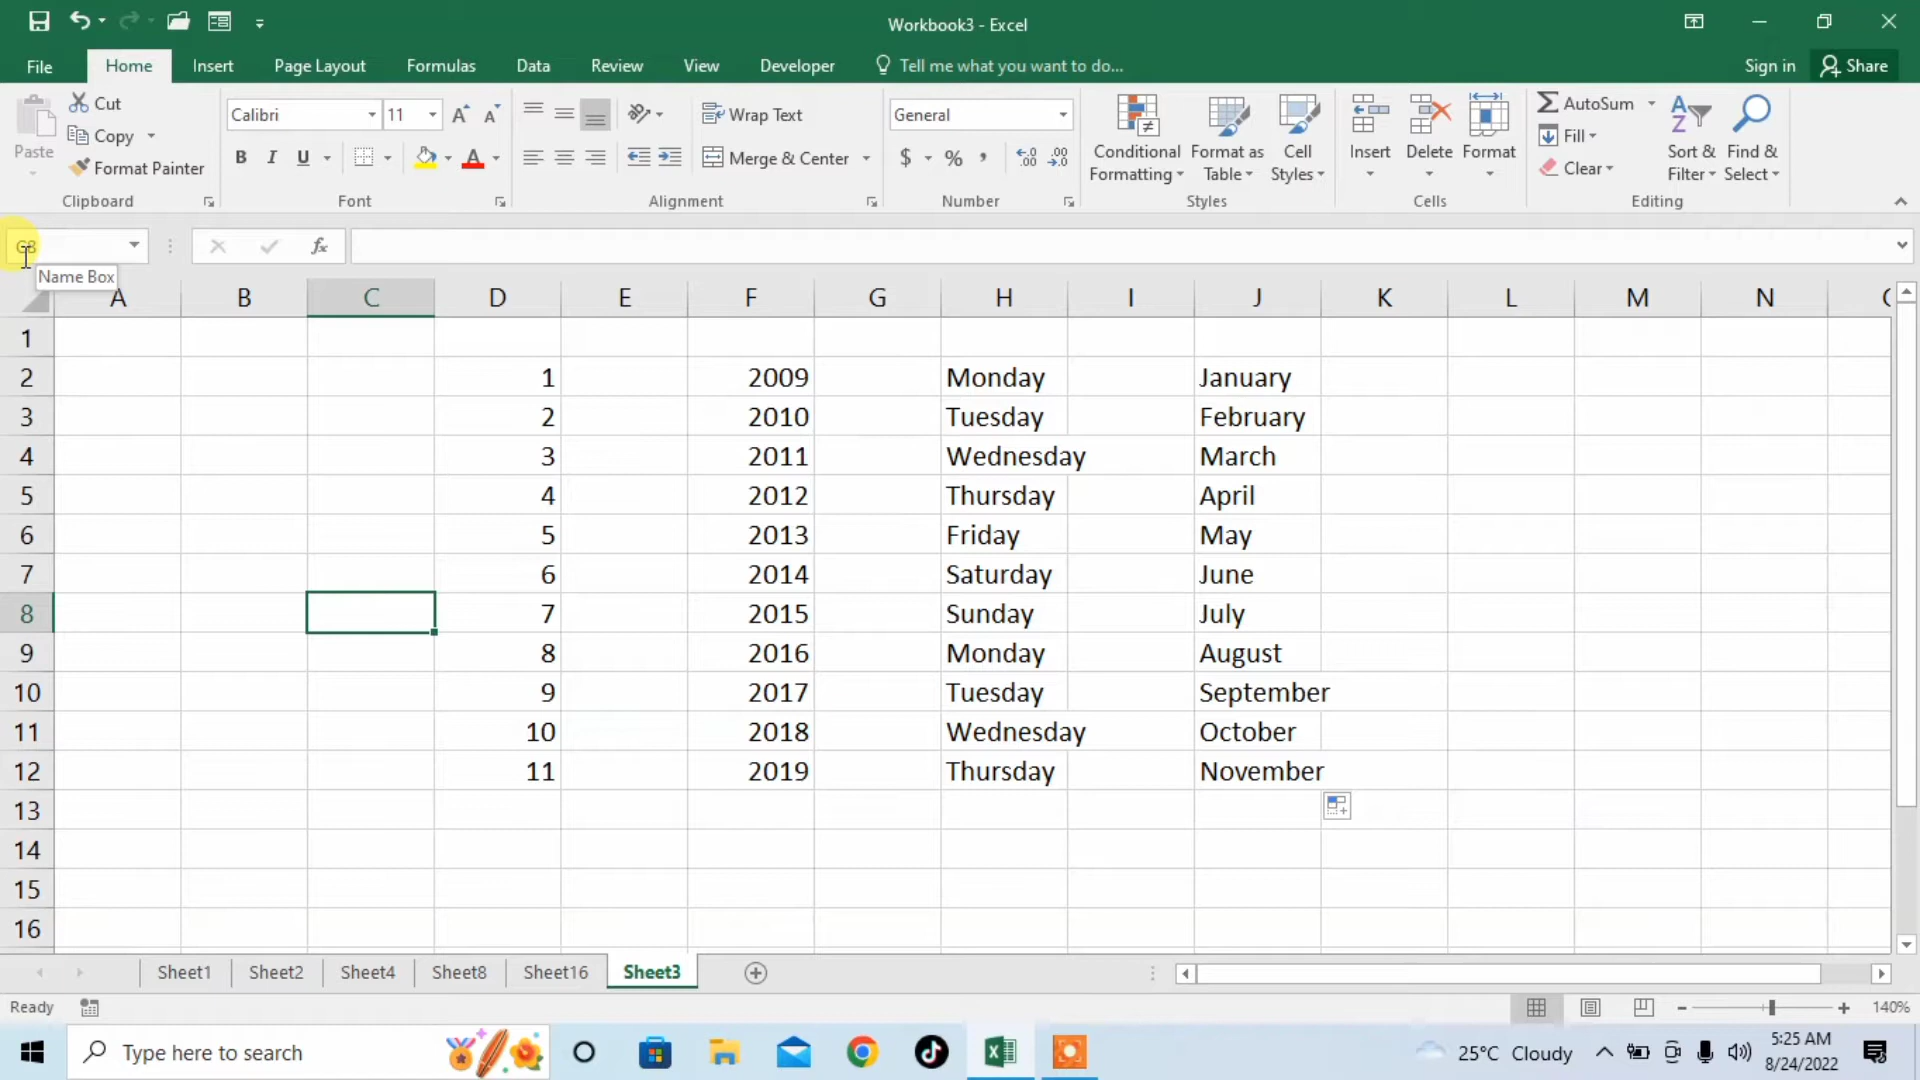 Workbook3 - Excel
File Home Insert Page Layout Formulas Data Review View Developer Tell me what you want to do... Sign in Share
Paste Cut
Copy
Format Painter
Calibri 11
B I U
Wrap Text
Merge & Center
General
$ % ,
Conditional Formatting
Format as Table
Cell Styles
Insert Delete Format
AutoSum
Fill
Clear
Sort & Filter
Find & Select
Clipboard Font Alignment Number Styles Cells Editing
C8 fx
Name Box
A B C D E F G H I J K L M N
1
2 1 2009 Monday January
3 2 2010 Tuesday February
4 3 2011 Wednesday March
5 4 2012 Thursday April
6 5 2013 Friday May
7 6 2014 Saturday June
8 7 2015 Sunday July
9 8 2016 Monday August
10 9 2017 Tuesday September
11 10 2018 Wednesday October
12 11 2019 Thursday November
13
14
15
16
Sheet1 Sheet2 Sheet4 Sheet8 Sheet16 Sheet3
Ready 140%
Type here to search 25°C Cloudy 5:25 AM
8/24/2022